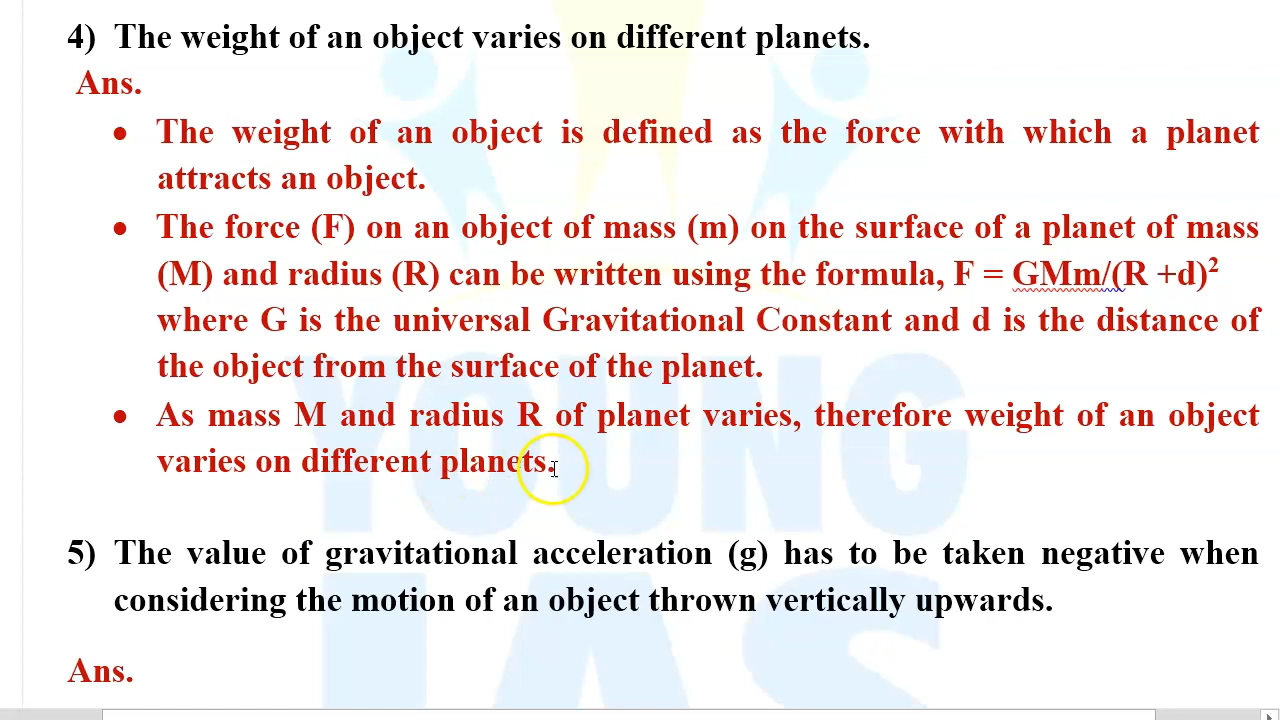 4) The weight of an object varies on different planets.
Ans.
• The weight of an object is defined as the force with which a planet
attracts an object.
• The force (F) on an object of mass (m) on the surface of a planet of mass
(M) and radius (R) can be written using the formula, F = GMm/(R +d)²
where G is the universal Gravitational Constant and d is the distance of
the object from the surface of the planet.
• As mass M and radius R of planet varies, therefore weight of an object
varies on different planets.
YOUNG
5) The value of gravitational acceleration (g) has to be taken negative when
considering the motion of an object thrown vertically upwards.
IAS
Ans.